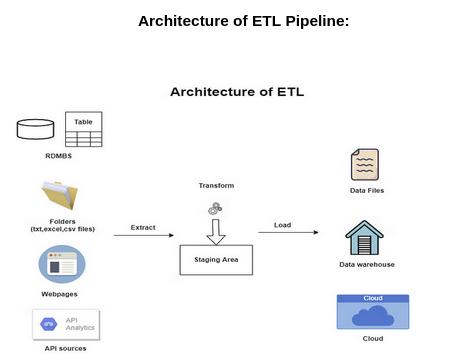 Architecture of ETL Pipeline:
Architecture of ETL
Table
RDMBS
Folders
(txt,excel,csv files)
Webpages
API
Analytics
API sources
Extract
Transform
Staging Area
Load
Data Files
Data warehouse
Cloud
Cloud